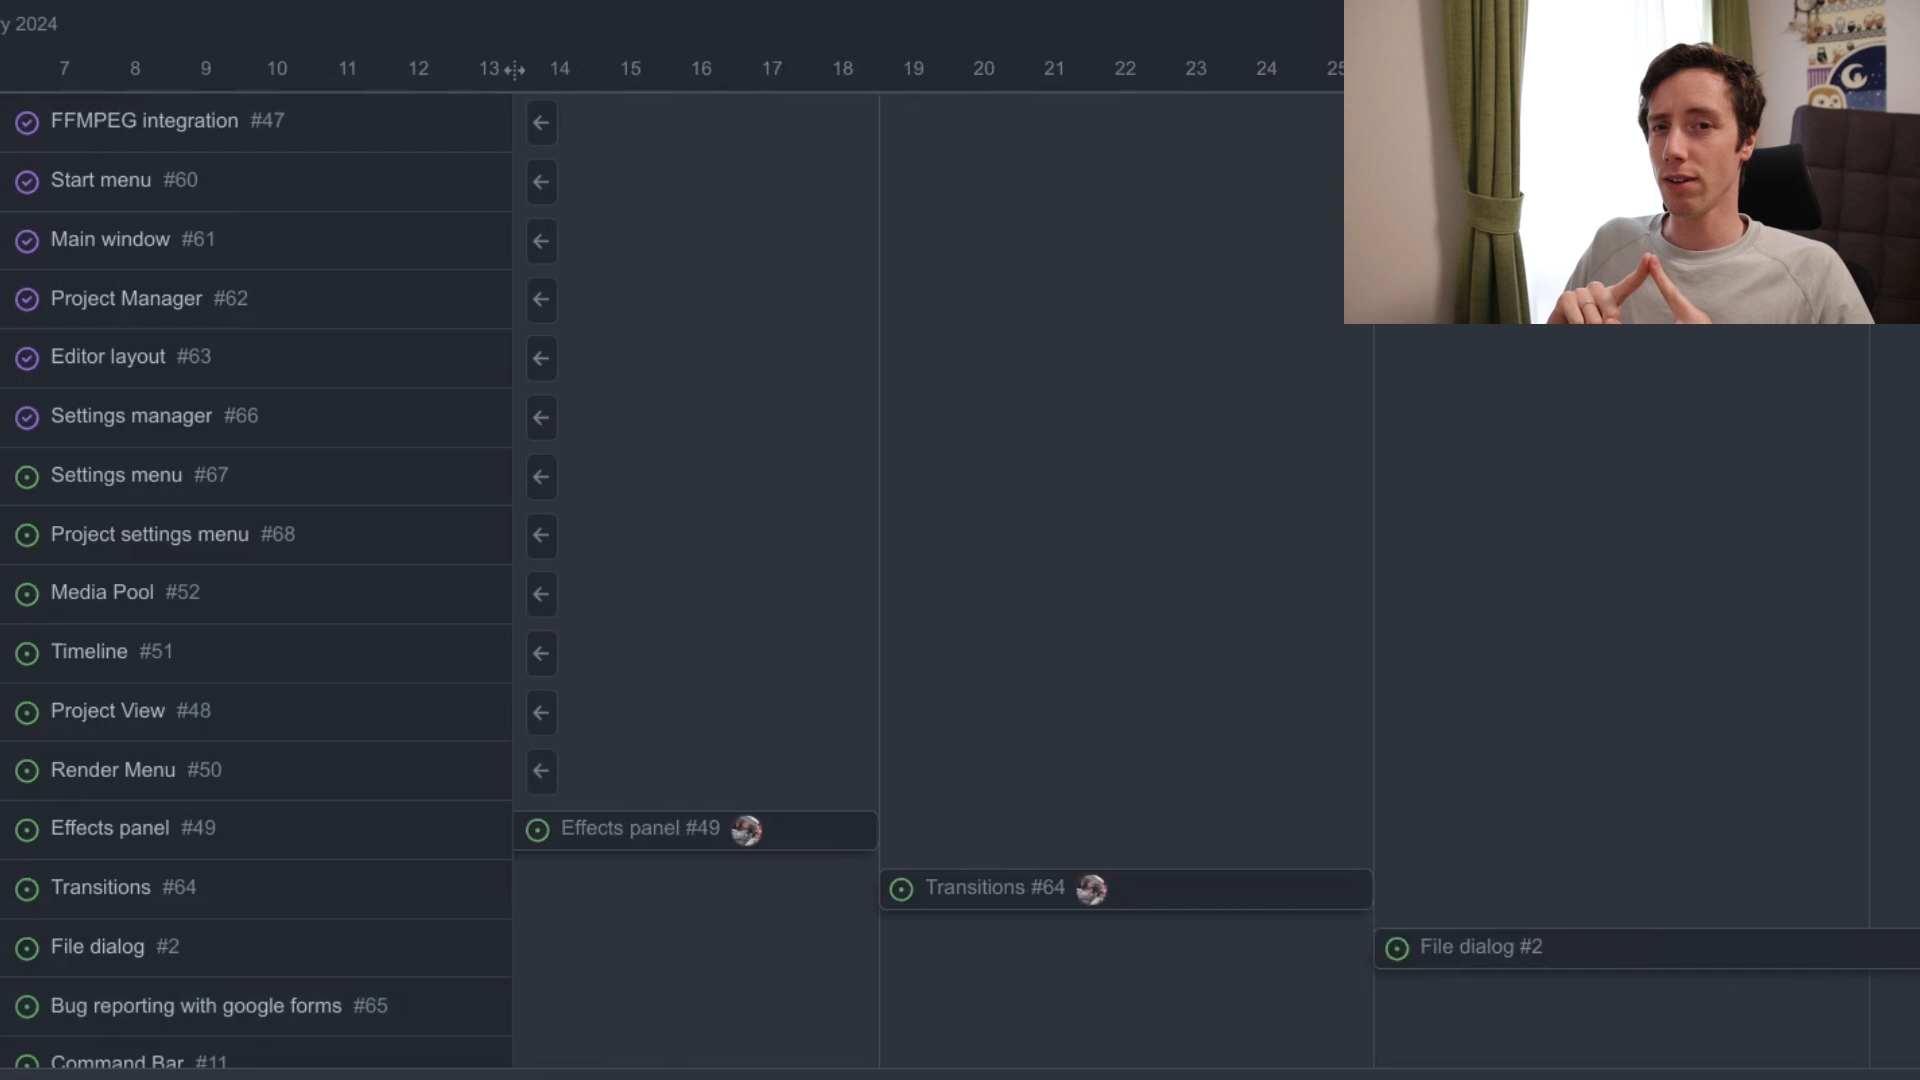 y 2024
7 8 9 10 11 12 13 14 15 16 17 18 19 20 21 22 23 24 25
FFMPEG integration #47
Start menu #60
Main window #61
Project Manager #62
Editor layout #63
Settings manager #66
Settings menu #67
Project settings menu #68
Media Pool #52
Timeline #51
Project View #48
Render Menu #50
Effects panel #49
Effects panel #49
Transitions #64
Transitions #64
File dialog #2
File dialog #2
Bug reporting with google forms #65
Command Bar #11